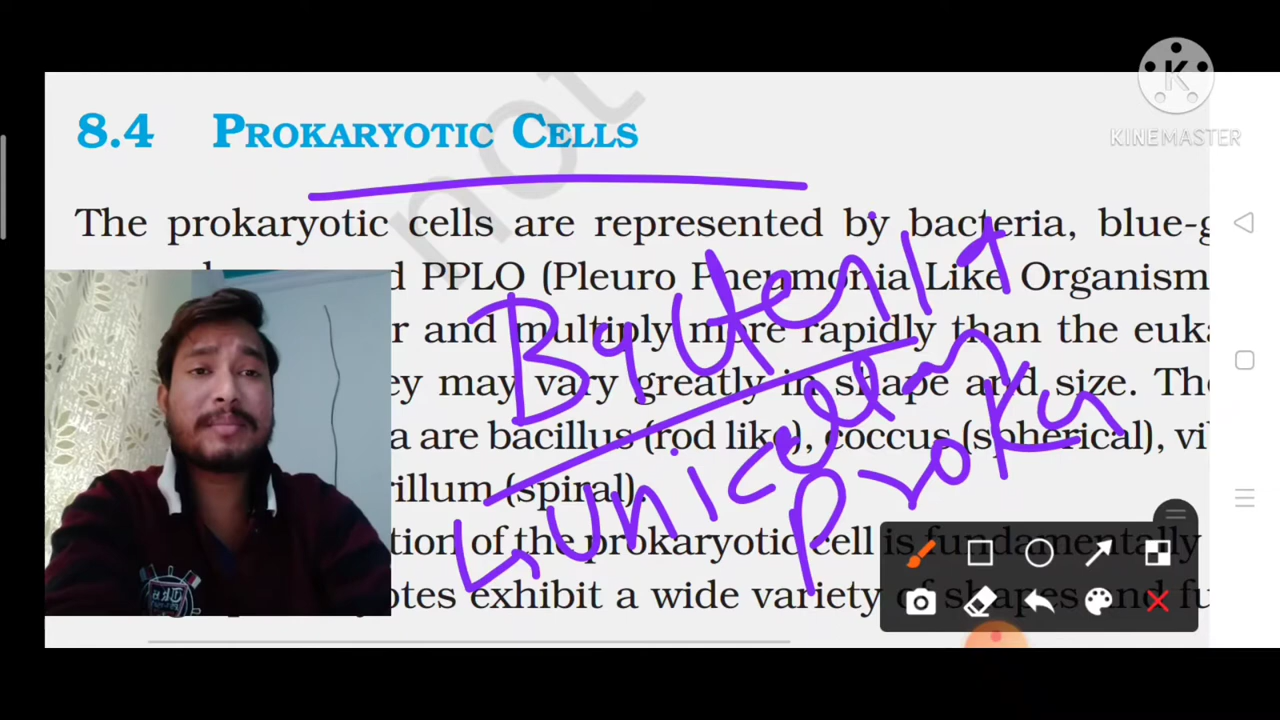 K
KINEMASTER
not
8.4 PROKARYOTIC CELLS
The prokaryotic cells are represented by bacteria, blue-g
d PPLO (Pleuro Pneumonia Like Organism
r and multiply more rapidly than the euka
ey may vary greatly in shape and size. The
a are bacillus (rod like), coccus (spherical), vi
rillum (spiral).
tion of the prokaryotic cell is fundamentally
otes exhibit a wide variety of shapes and fu
Bacteria
Unicellar
Proky